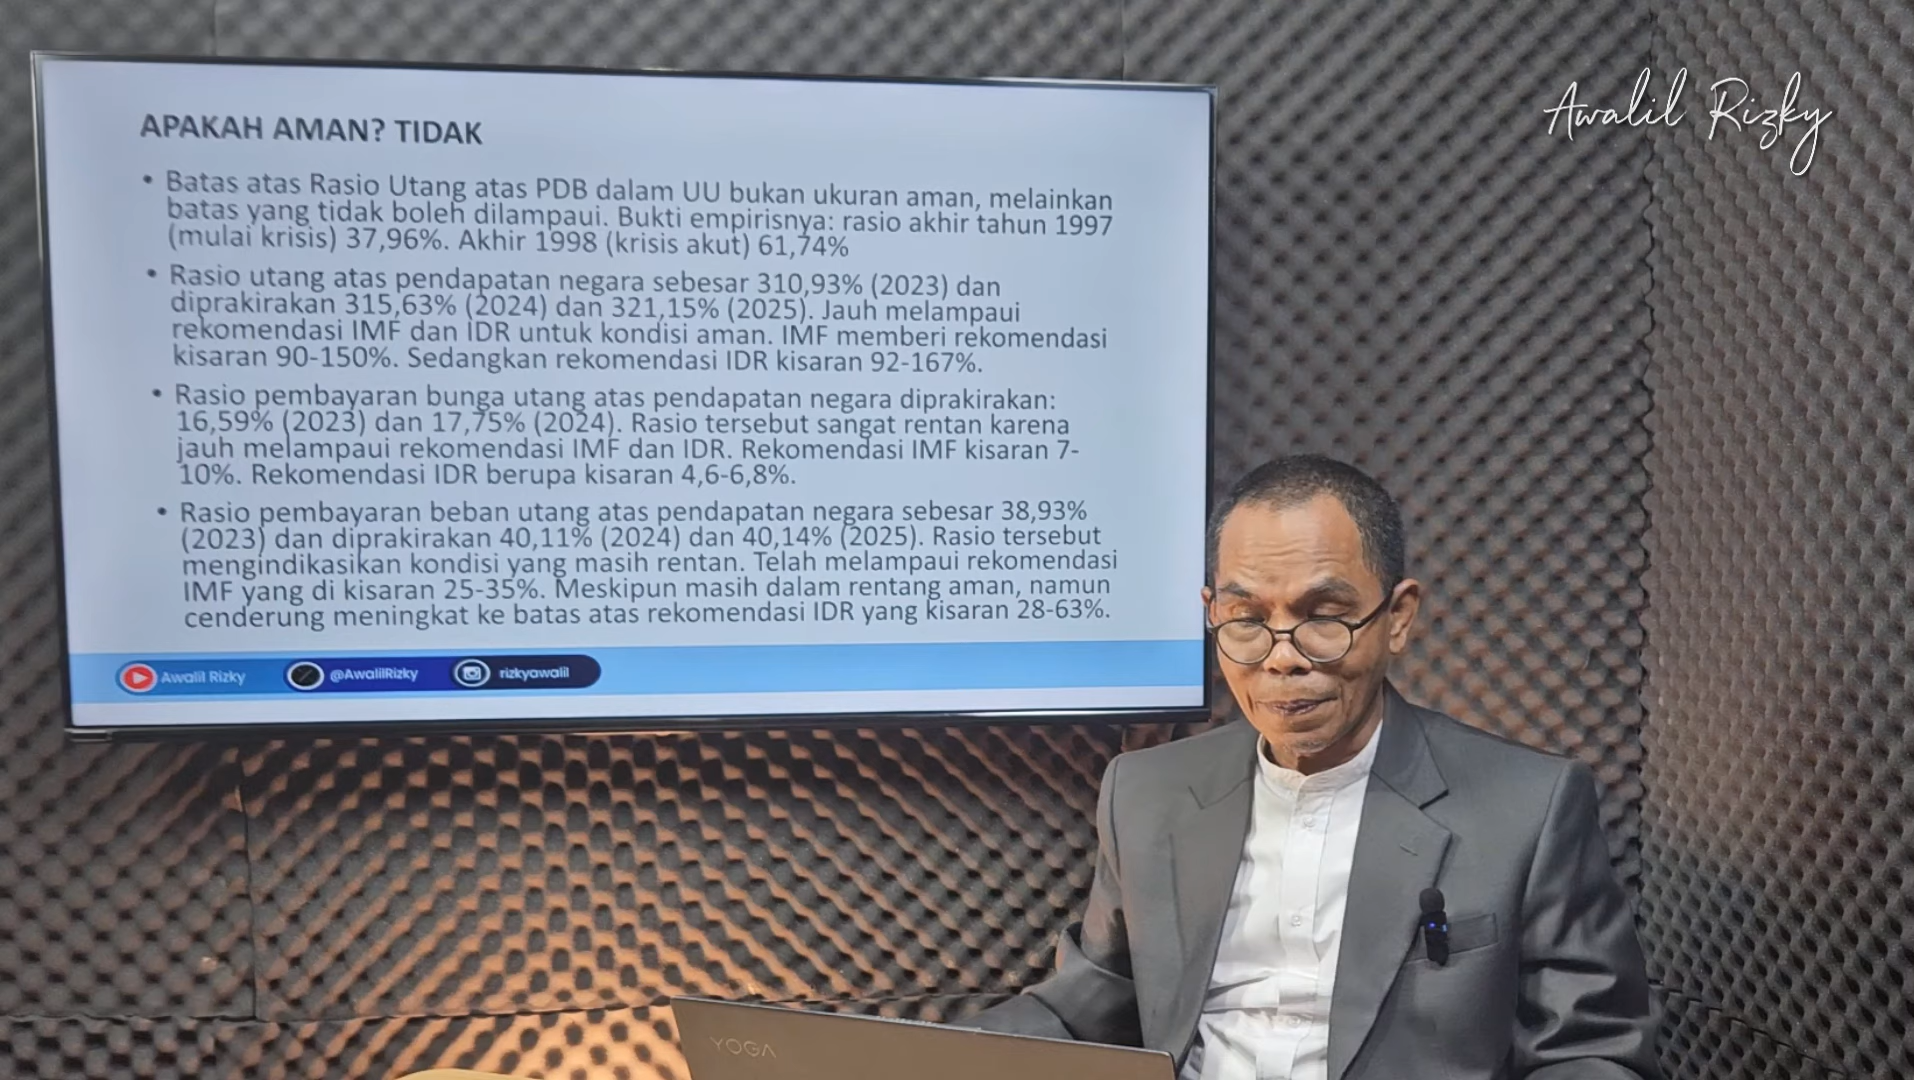 Awalil Rizky
APAKAH AMAN? TIDAK
• Batas atas Rasio Utang atas PDB dalam UU bukan ukuran aman, melainkan
batas yang tidak boleh dilampaui. Bukti empirisnya: rasio akhir tahun 1997
(mulai krisis) 37,96%. Akhir 1998 (krisis akut) 61,74%
• Rasio utang atas pendapatan negara sebesar 310,93% (2023) dan
diprakirakan 315,63% (2024) dan 321,15% (2025). Jauh melampaui
rekomendasi IMF dan IDR untuk kondisi aman. IMF memberi rekomendasi
kisaran 90-150%. Sedangkan rekomendasi IDR kisaran 92-167%.
• Rasio pembayaran bunga utang atas pendapatan negara diprakirakan:
16,59% (2023) dan 17,75% (2024). Rasio tersebut sangat rentan karena
jauh melampaui rekomendasi IMF dan IDR. Rekomendasi IMF kisaran 7-
10%. Rekomendasi IDR berupa kisaran 4,6-6,8%.
• Rasio pembayaran beban utang atas pendapatan negara sebesar 38,93%
(2023) dan diprakirakan 40,11% (2024) dan 40,14% (2025). Rasio tersebut
mengindikasikan kondisi yang masih rentan. Telah melampaui rekomendasi
IMF yang di kisaran 25-35%. Meskipun masih dalam rentang aman, namun
cenderung meningkat ke batas atas rekomendasi IDR yang kisaran 28-63%.
Awalil Rizky @AwalilRizky rizkyawalil
YOGA